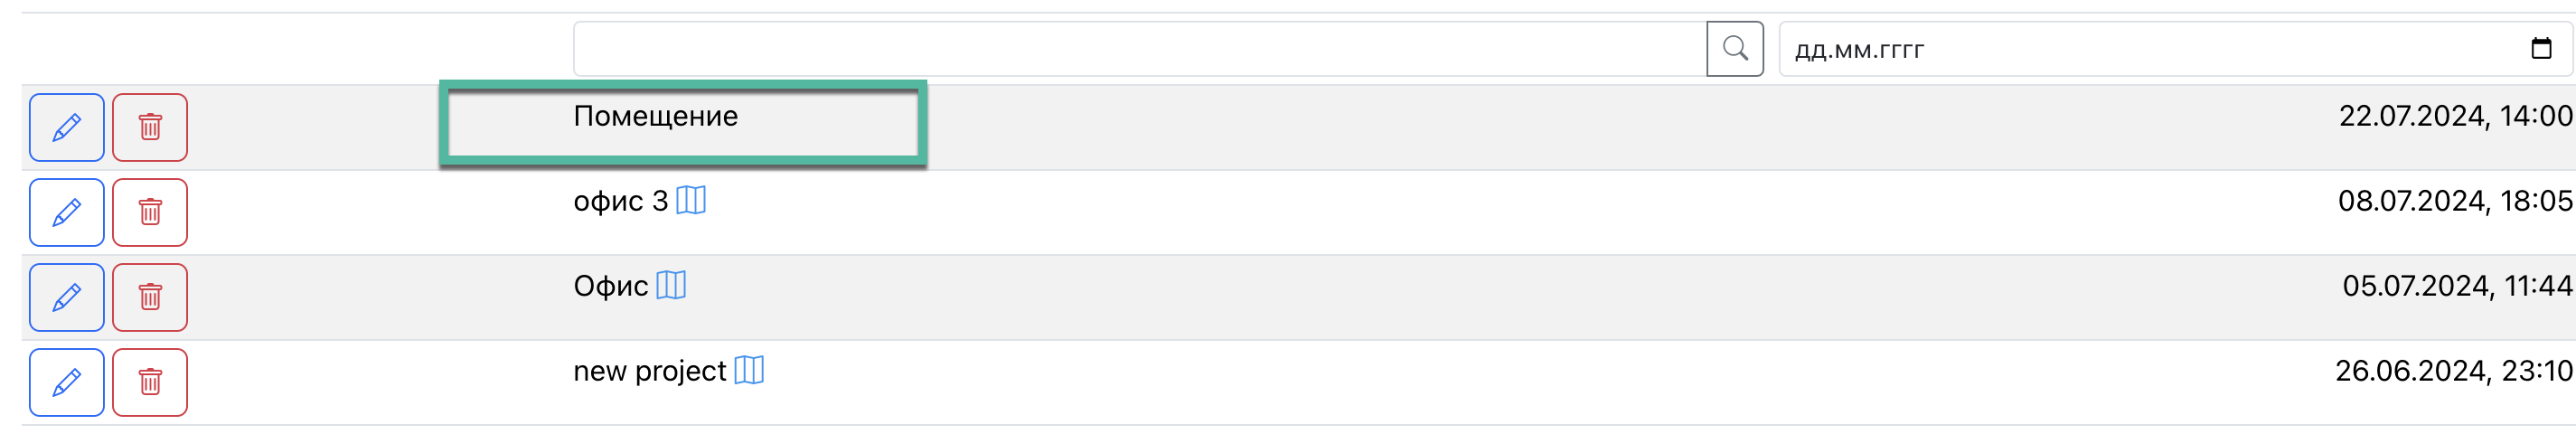 дд.мм.гггг
Помещение 22.07.2024, 14:00
офис 3 08.07.2024, 18:05
Офис 05.07.2024, 11:44
new project 26.06.2024, 23:10